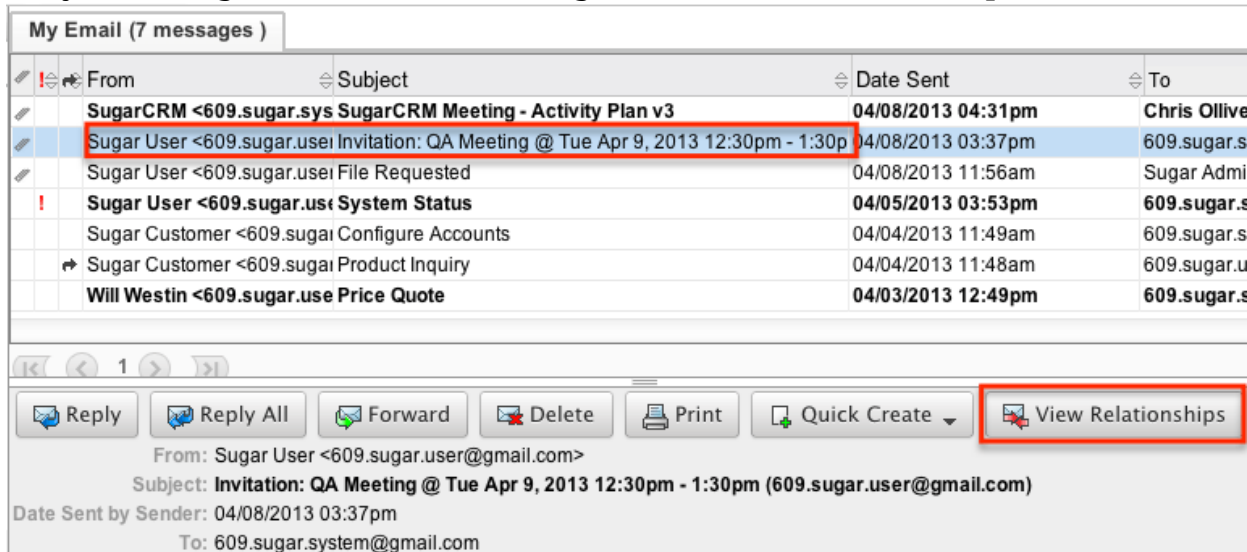 My Email (7 messages )
! From Subject Date Sent To
SugarCRM <609.sugar.sys SugarCRM Meeting - Activity Plan v3 04/08/2013 04:31pm Chris Ollive
Sugar User <609.sugar.user Invitation: QA Meeting @ Tue Apr 9, 2013 12:30pm - 1:30p 04/08/2013 03:37pm 609.sugar.s
Sugar User <609.sugar.user File Requested 04/08/2013 11:56am Sugar Admi
! Sugar User <609.sugar.use System Status 04/05/2013 03:53pm 609.sugar.s
Sugar Customer <609.sugar Configure Accounts 04/04/2013 11:49am 609.sugar.s
Sugar Customer <609.sugar Product Inquiry 04/04/2013 11:48am 609.sugar.u
Will Westin <609.sugar.use Price Quote 04/03/2013 12:49pm 609.sugar.s
1
Reply Reply All Forward Delete Print Quick Create View Relationships
From: Sugar User <609.sugar.user@gmail.com>
Subject: Invitation: QA Meeting @ Tue Apr 9, 2013 12:30pm - 1:30pm (609.sugar.user@gmail.com)
Date Sent by Sender: 04/08/2013 03:37pm
To: 609.sugar.system@gmail.com